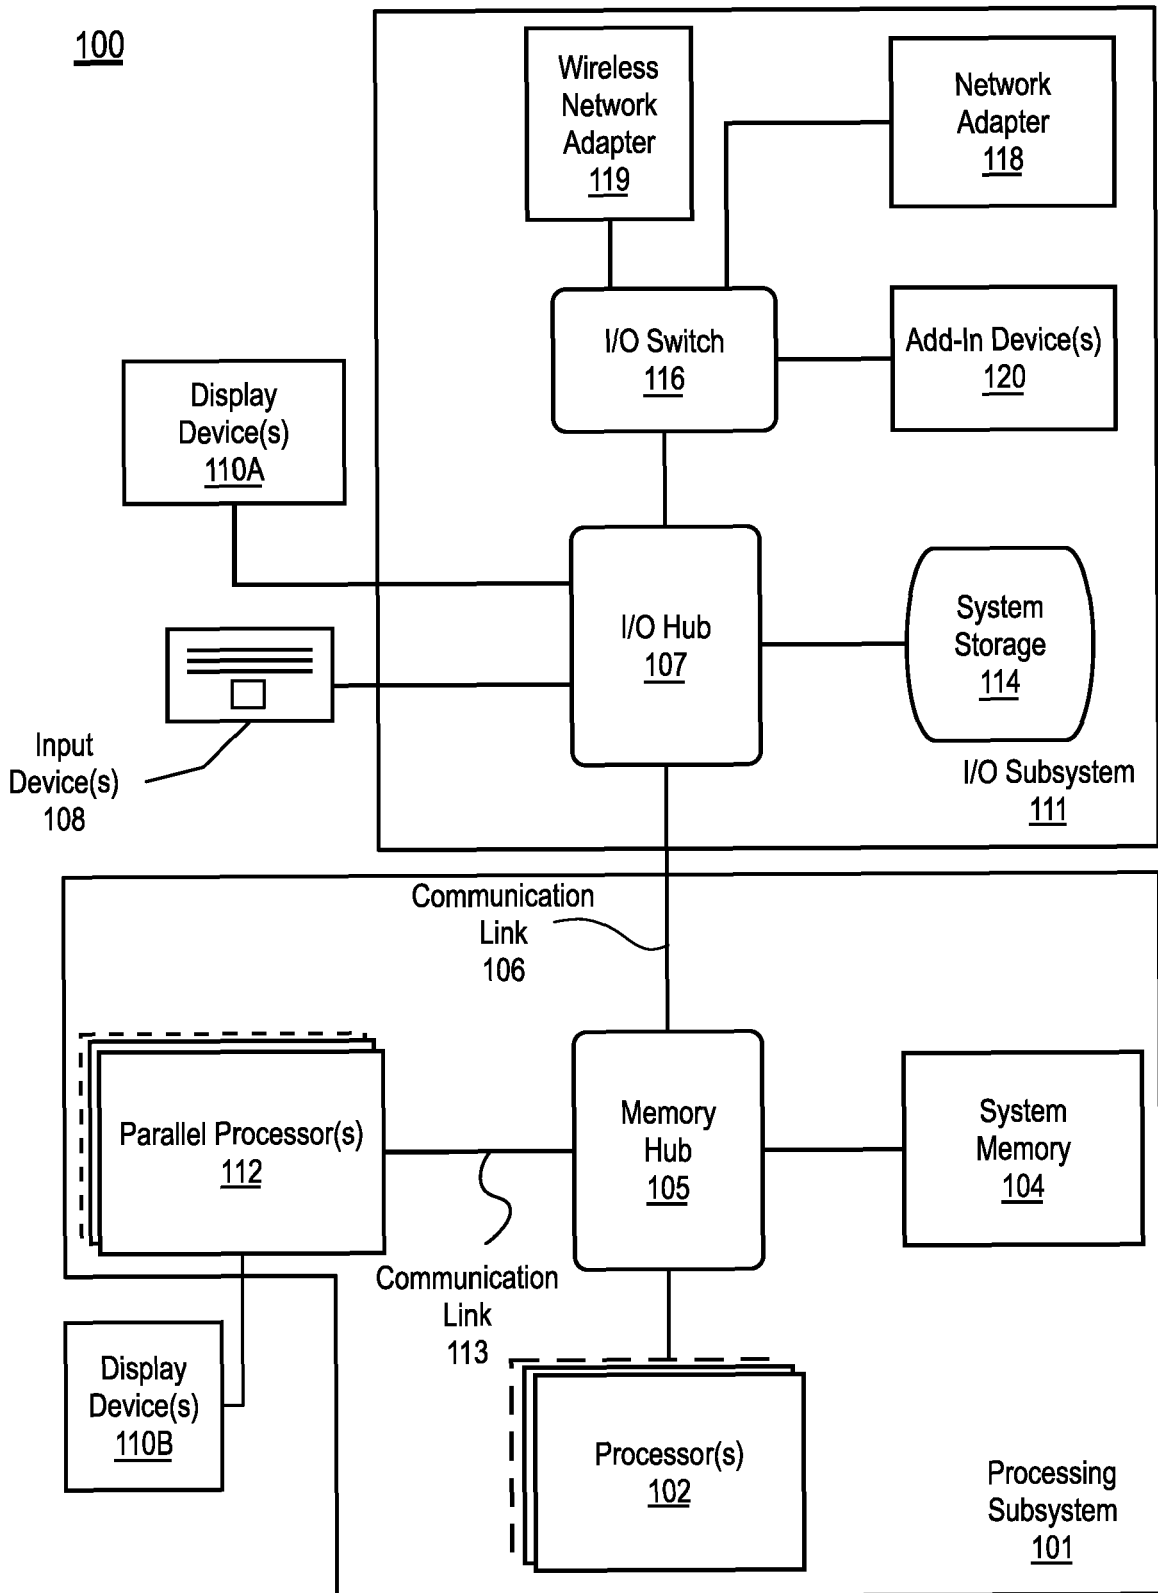 100
Wireless
Network
Adapter
119
Network
Adapter
118
I/O Switch
116
Add-In Device(s)
120
Display
Device(s)
110A
I/O Hub
107
System
Storage
114
Input
Device(s)
108
I/O Subsystem
111
Communication
Link
106
Parallel Processor(s)
112
Memory
Hub
105
System
Memory
104
Communication
Link
113
Display
Device(s)
110B
Processor(s)
102
Processing
Subsystem
101